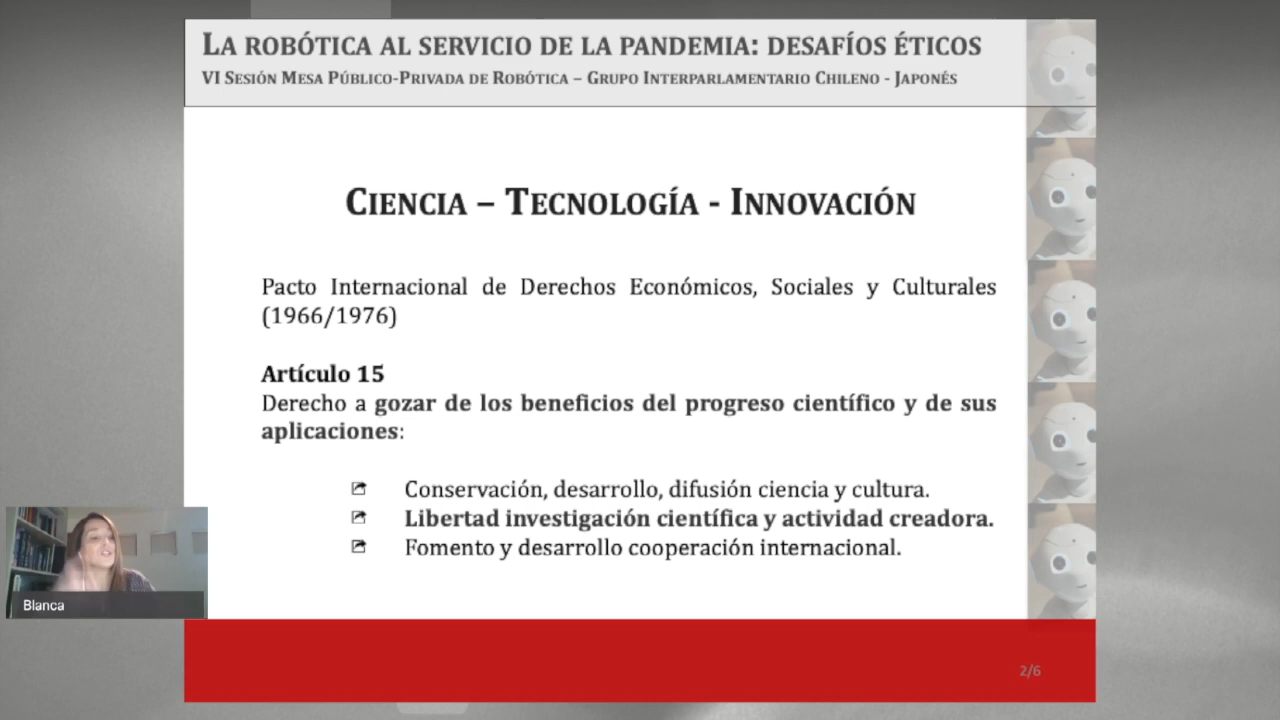 LA ROBÓTICA AL SERVICIO DE LA PANDEMIA: DESAFÍOS ÉTICOS
VI SESIÓN MESA PÚBLICO-PRIVADA DE ROBÓTICA – GRUPO INTERPARLAMENTARIO CHILENO - JAPONÉS
CIENCIA – TECNOLOGÍA - INNOVACIÓN
Pacto Internacional de Derechos Económicos, Sociales y Culturales
(1966/1976)
Artículo 15
Derecho a gozar de los beneficios del progreso científico y de sus
aplicaciones:
Conservación, desarrollo, difusión ciencia y cultura.
Libertad investigación científica y actividad creadora.
Fomento y desarrollo cooperación internacional.
Blanca
2/6